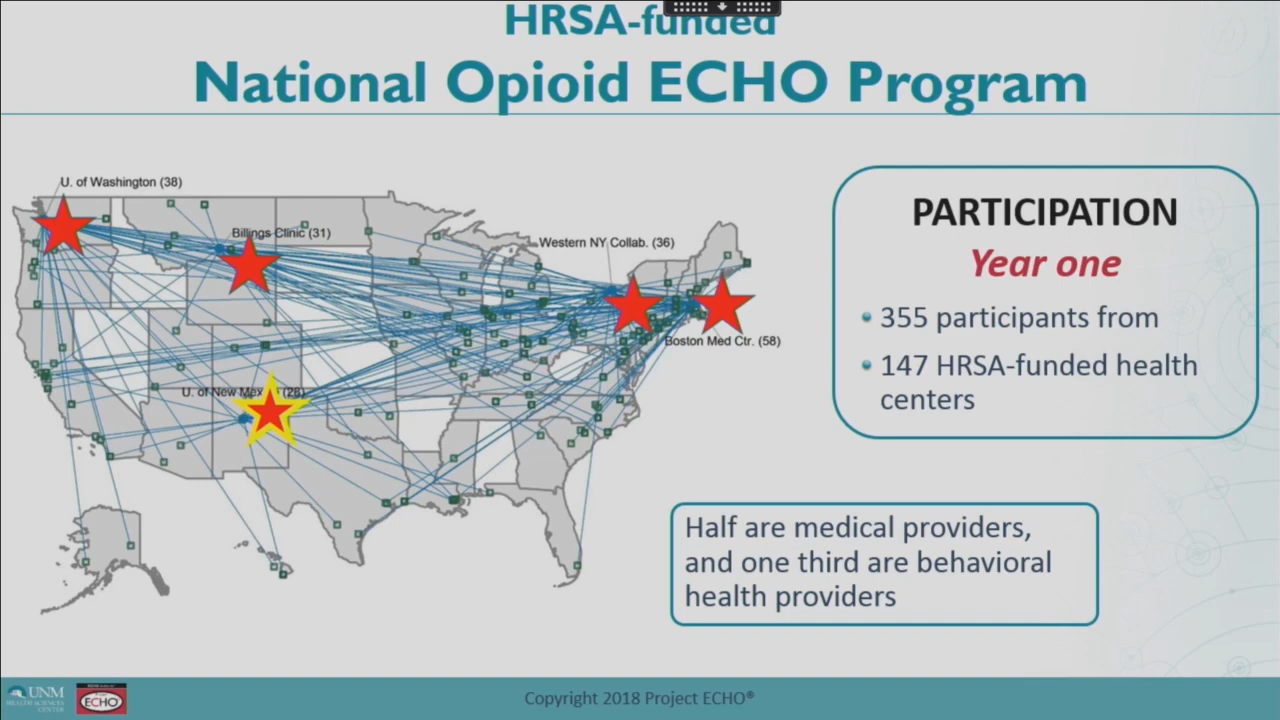 HRSA-funded
National Opioid ECHO Program
U. of Washington (38)
Billings Clinic (31)
Western NY Collab. (36)
Boston Med Ctr. (58)
U. of New (28)
PARTICIPATION
Year one
• 355 participants from
• 147 HRSA-funded health
centers
Half are medical providers,
and one third are behavioral
health providers
UNM
HEALTH SCIENCES
CENTER
ECHO
Copyright 2018 Project ECHO®